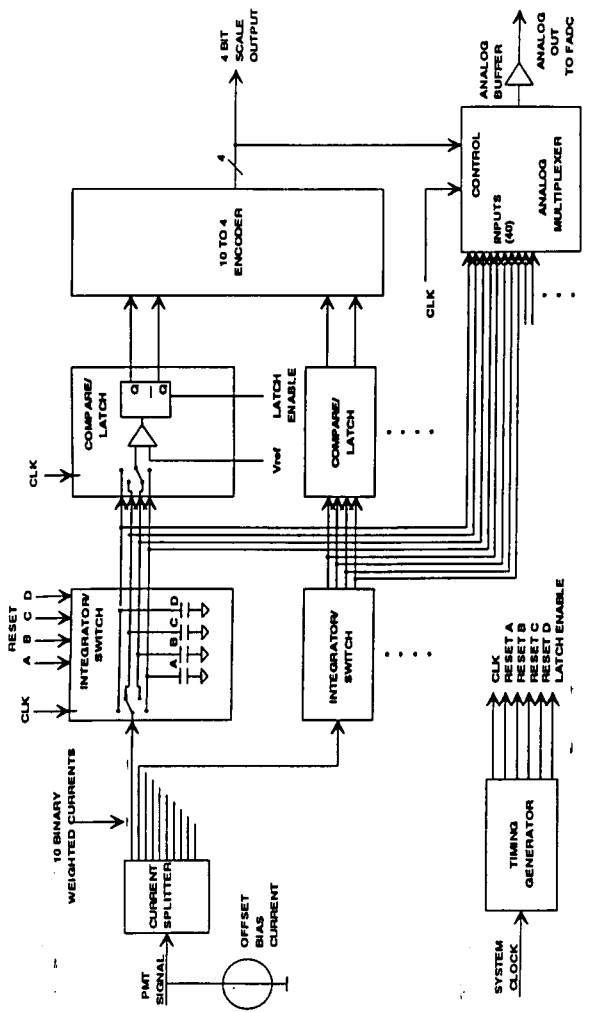 PMT
SIGNAL
OFFSET
BIAS
CURRENT
CURRENT
SPLITTER
10 BINARY
WEIGHTED CURRENTS
CLK
RESET
A B C D
INTEGRATOR/
SWITCH
A B C D
INTEGRATOR/
SWITCH
. . . .
CLK
COMPARE/
LATCH
Q
Q
Vref
LATCH
ENABLE
COMPARE/
LATCH
. . . .
10 TO 4
ENCODER
4
4 BIT
SCALE
OUTPUT
CLK
CONTROL
INPUTS
(40)
ANALOG
MULTIPLEXER
. . .
ANALOG
BUFFER
ANALOG
OUT
TO FADC
SYSTEM
CLOCK
TIMING
GENERATOR
CLK
RESET A
RESET B
RESET C
RESET D
LATCH ENABLE